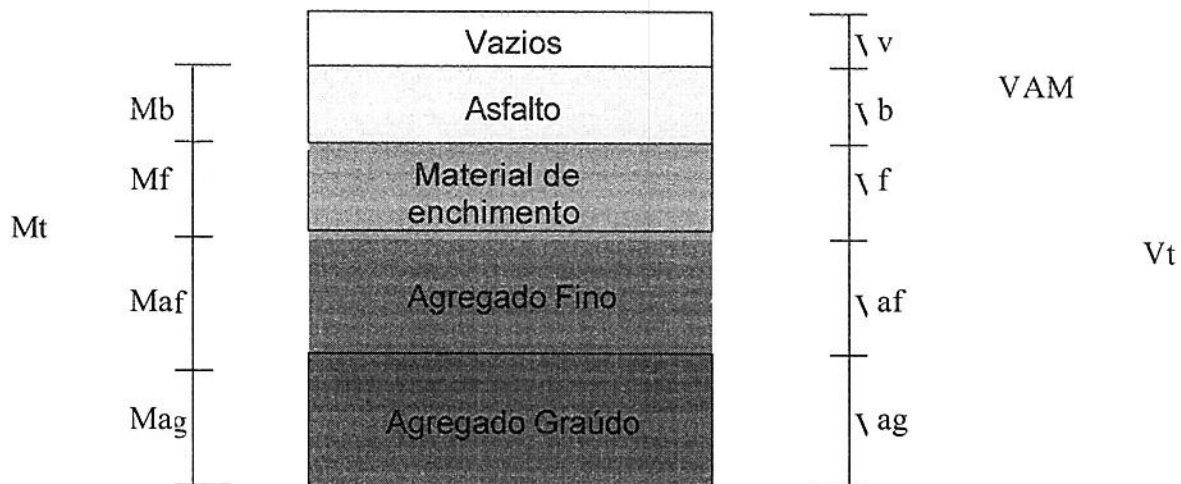 Vazios
v
VAM
Mb
Asfalto
b
Mf
Material de
enchimento
f
Mt
Vt
Maf
Agregado Fino
af
Mag
Agregado Graúdo
ag